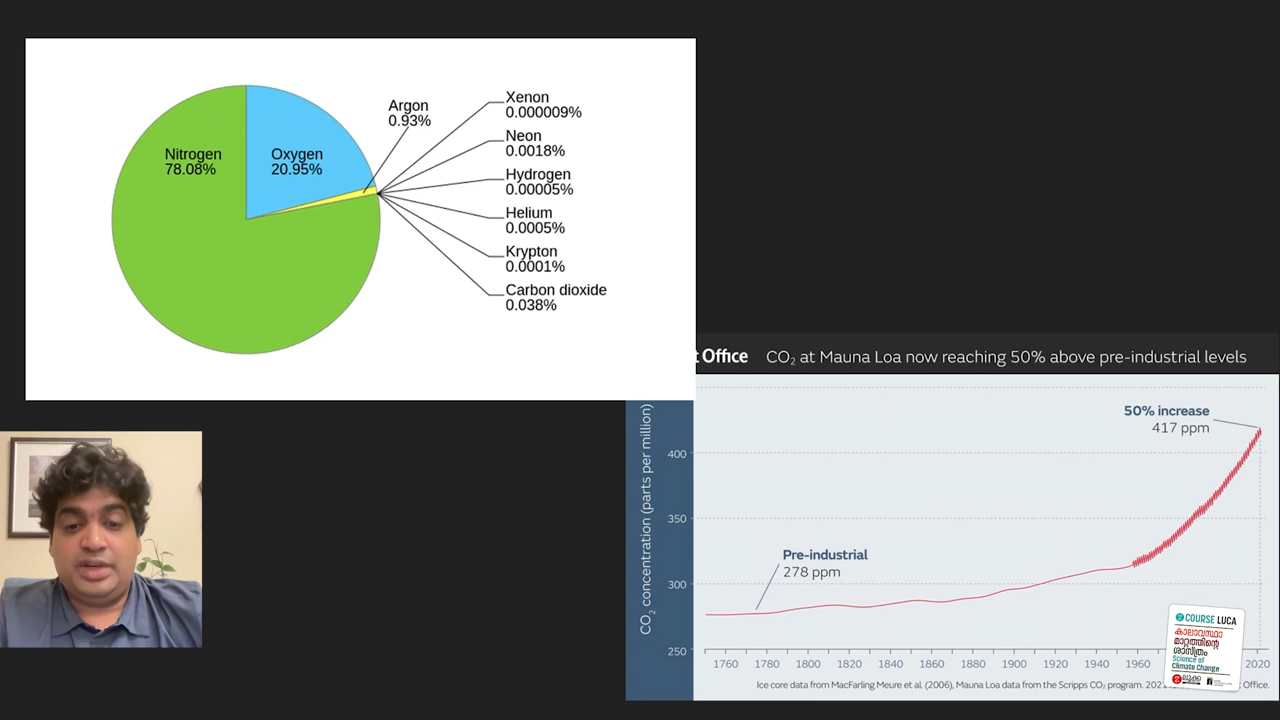 Nitrogen
78.08%
Oxygen
20.95%
Argon
0.93%
Xenon
0.000009%
Neon
0.0018%
Hydrogen
0.00005%
Helium
0.0005%
Krypton
0.0001%
Carbon dioxide
0.038%
t Office CO₂ at Mauna Loa now reaching 50% above pre-industrial levels
CO₂ concentration (parts per million)
50% increase
417 ppm
400
350
Pre-industrial
278 ppm
300
250
1760 1780 1800 1820 1840 1860 1880 1900 1920 1940 1960 2020
Ice core data from MacFarling Meure et al. (2006), Mauna Loa data from the Scripps CO₂ program. 202 Office.
COURSE LUCA
കാലാവസ്ഥാ
മാറ്റത്തിന്റെ
ശാസ്ത്രം
Science of
Climate Change
ലൂക്ക